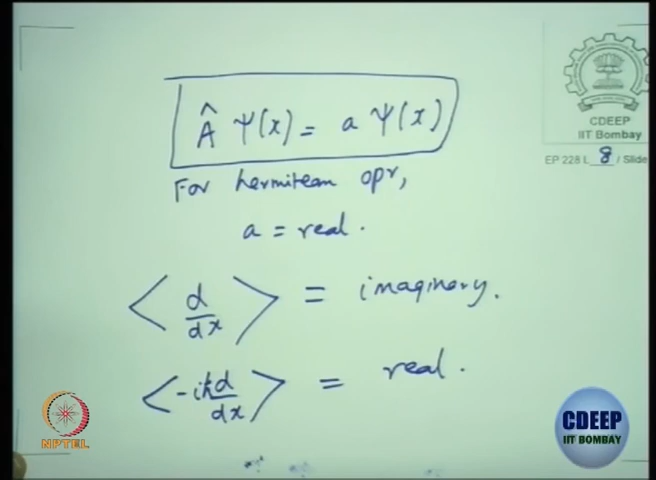 Â Ψ(x) = a Ψ(x)
For hermitean opr,
a = real.
< d/dx > = imaginary.
< -iħ d/dx > = real.
CDEEP
IIT Bombay
EP 228 L 8 / Slide
NPTEL
CDEEP
IIT BOMBAY